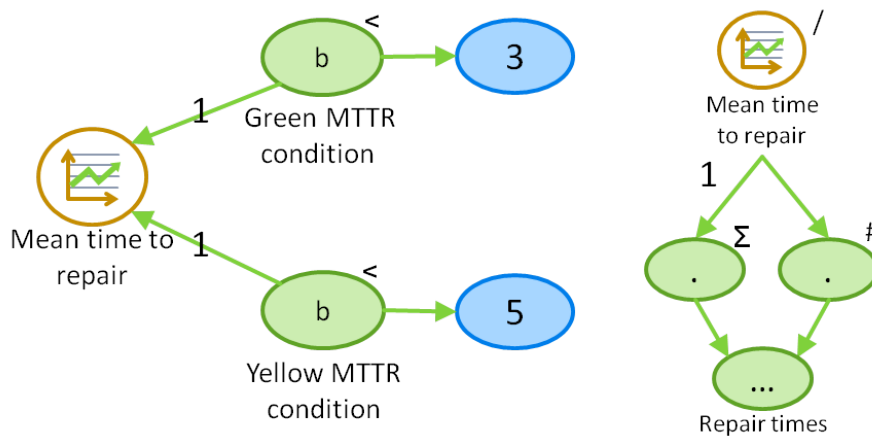 <
b
3
1
Green MTTR
condition
Mean time to
repair
1
<
b
5
Yellow MTTR
condition
/
Mean time
to repair
1
Σ
.
#
.
...
Repair times